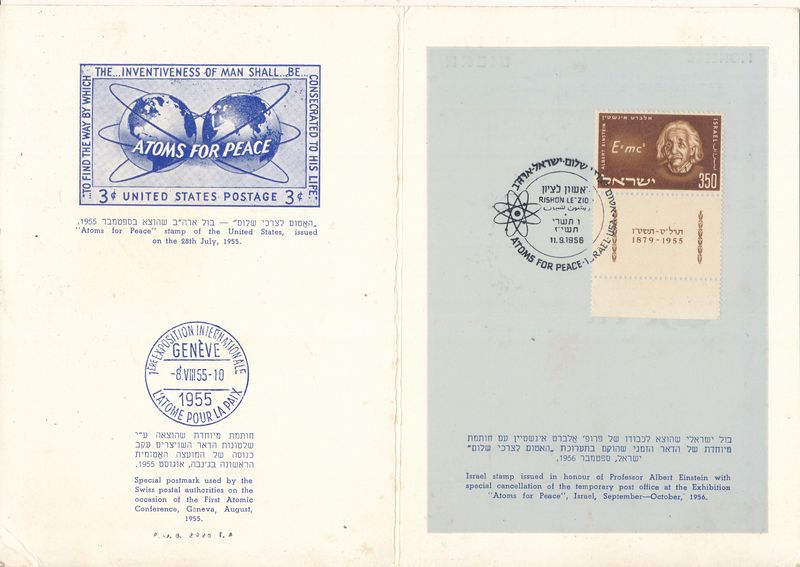 TO FIND THE WAY BY WHICH
THE...INVENTIVENESS OF MAN SHALL...BE...
CONSECRATED TO HIS LIFE
ATOMS FOR PEACE
3¢ UNITED STATES POSTAGE 3¢
„האטום לצרכי שלום" — בול ארה"ב שהוצא בספטמבר 1955.
"Atoms for Peace" stamp of the United States, issued
on the 28th July, 1955.
1ÈRE EXPOSITION INTERNATIONALE
GENÈVE
-8.VIII 55-10
1955
L'ATOME POUR LA PAIX
חותמת מיוחדת שהוצאה ע"י
שלטונות הדאר השויצרים עקב
כנוסה של המועצה האטומית
הראשונה בג'נבה, אוגוסט 1955.
Special postmark used by the
Swiss postal authorities on the
occasion of the First Atomic
Conference, Geneva, August,
1955.
אלברט אינשטין
ALBERT EINSTEIN
ISRAEL
E=mc²
ישראל
350
תרל"ט-תשט"ו
1879-1955
שלום-ישראל-ארהב
ראשון לציון
RISHON LE'ZIO
ו תשרי
תשי"ז
11.9.1956
ATOMS FOR PEACE-ISRAEL-USA
בול ישראלי שהוצא לכבודו של פרופ' אלברט אינשטיין עם חותמת
מיוחדת של הדאר הזמני שהוקם בתערוכת „האטום לצרכי שלום"
ישראל, ספטמבר 1956.
Israel stamp issued in honour of Professor Albert Einstein with
special cancellation of the temporary post office at the Exhibition
"Atoms for Peace", Israel, September—October, 1956.